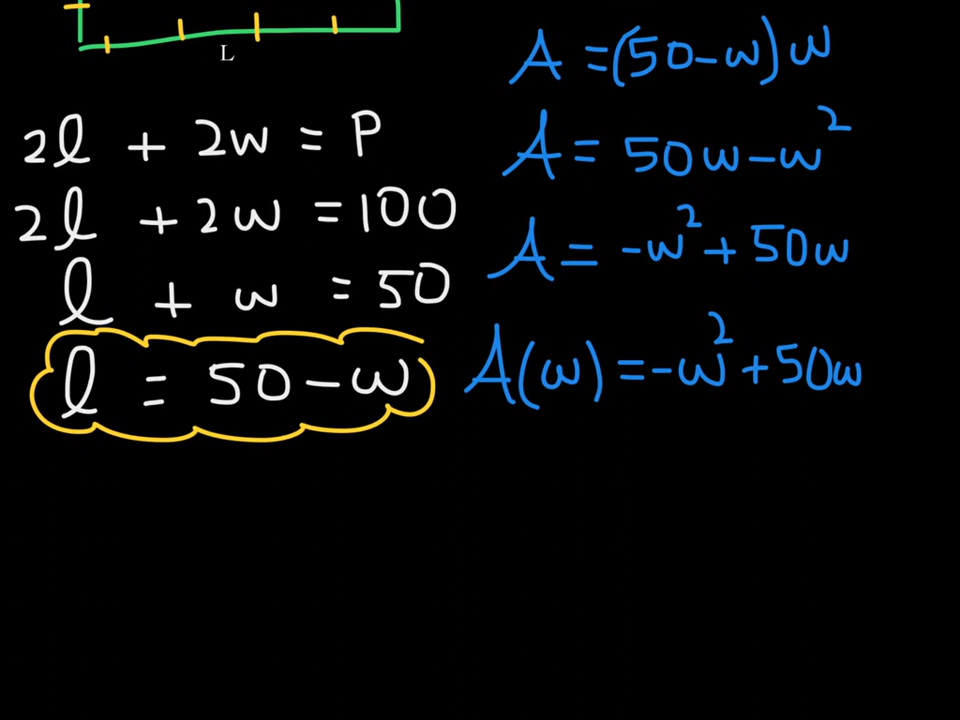 L
2l + 2w = P
2l + 2w = 100
l + w = 50
l = 50 - w
A = (50 - w) w
A = 50w - w²
A = -w² + 50w
A(w) = -w² + 50w